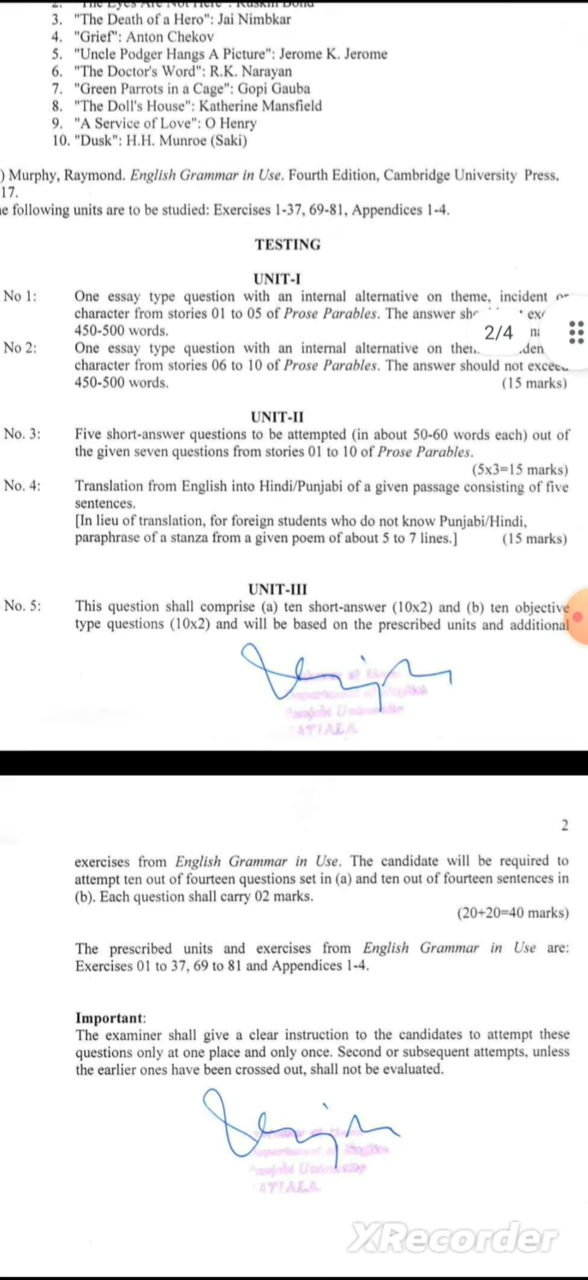 2. "The Eyes Are Not Here": Ruskin Bond
3. "The Death of a Hero": Jai Nimbkar
4. "Grief": Anton Chekov
5. "Uncle Podger Hangs A Picture": Jerome K. Jerome
6. "The Doctor's Word": R.K. Narayan
7. "Green Parrots in a Cage": Gopi Gauba
8. "The Doll's House": Katherine Mansfield
9. "A Service of Love": O Henry
10. "Dusk": H.H. Munroe (Saki)
) Murphy, Raymond. English Grammar in Use. Fourth Edition, Cambridge University Press,
17.
e following units are to be studied: Exercises 1-37, 69-81, Appendices 1-4.
TESTING
UNIT-I
No 1: One essay type question with an internal alternative on theme, incident or
character from stories 01 to 05 of Prose Parables. The answer
450-500 words.
2/4
No 2: One essay type question with an internal alternative on
character from stories 06 to 10 of Prose Parables. The answer should not exceed
450-500 words. (15 marks)
UNIT-II
No. 3: Five short-answer questions to be attempted (in about 50-60 words each) out of
the given seven questions from stories 01 to 10 of Prose Parables.
(5x3=15 marks)
No. 4: Translation from English into Hindi/Punjabi of a given passage consisting of five
sentences.
[In lieu of translation, for foreign students who do not know Punjabi/Hindi,
paraphrase of a stanza from a given poem of about 5 to 7 lines.] (15 marks)
UNIT-III
No. 5: This question shall comprise (a) ten short-answer (10x2) and (b) ten objective
type questions (10x2) and will be based on the prescribed units and additional
2
exercises from English Grammar in Use. The candidate will be required to
attempt ten out of fourteen questions set in (a) and ten out of fourteen sentences in
(b). Each question shall carry 02 marks.
(20+20=40 marks)
The prescribed units and exercises from English Grammar in Use are:
Exercises 01 to 37, 69 to 81 and Appendices 1-4.
Important:
The examiner shall give a clear instruction to the candidates to attempt these
questions only at one place and only once. Second or subsequent attempts, unless
the earlier ones have been crossed out, shall not be evaluated.
XRecorder